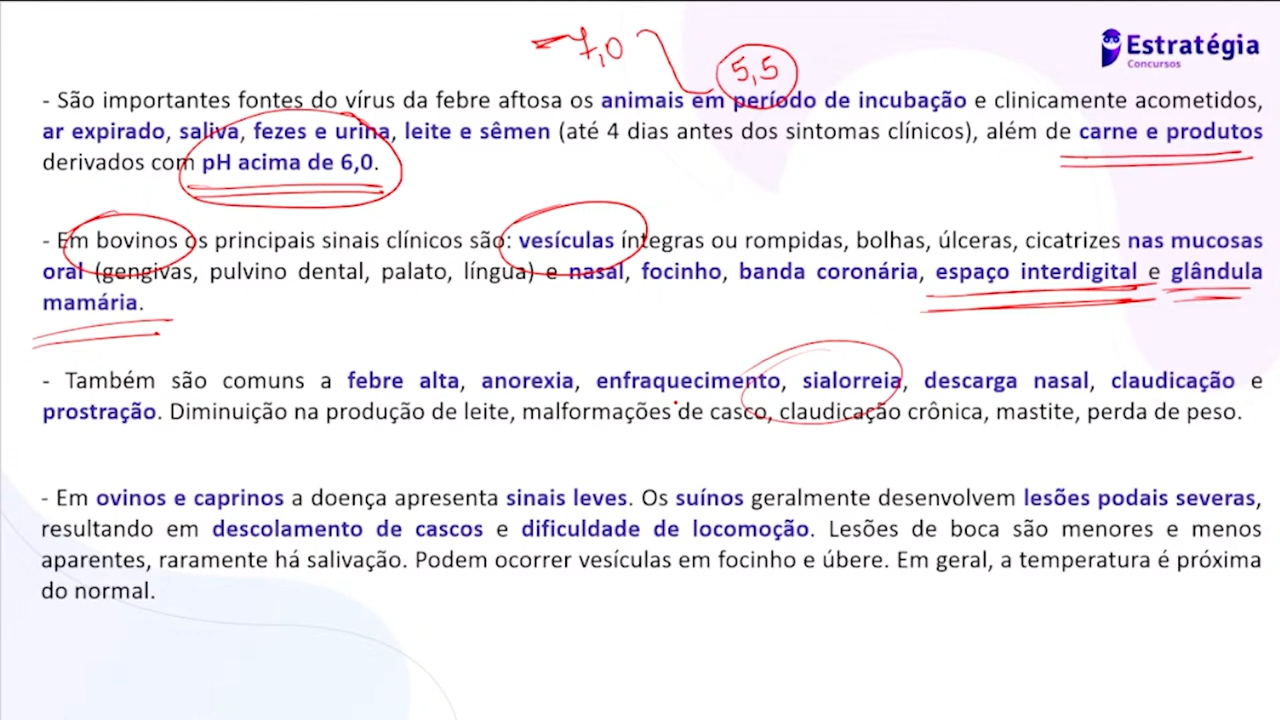 7,0
5,5
Estratégia
Concursos
- São importantes fontes do vírus da febre aftosa os animais em período de incubação e clinicamente acometidos,
ar expirado, saliva, fezes e urina, leite e sêmen (até 4 dias antes dos sintomas clínicos), além de carne e produtos
derivados com pH acima de 6,0.
- Em bovinos os principais sinais clínicos são: vesículas íntegras ou rompidas, bolhas, úlceras, cicatrizes nas mucosas
oral (gengivas, pulvino dental, palato, língua) e nasal, focinho, banda coronária, espaço interdigital e glândula
mamária.
- Também são comuns a febre alta, anorexia, enfraquecimento, sialorreia, descarga nasal, claudicação e
prostração. Diminuição na produção de leite, malformações de casco, claudicação crônica, mastite, perda de peso.
- Em ovinos e caprinos a doença apresenta sinais leves. Os suínos geralmente desenvolvem lesões podais severas,
resultando em descolamento de cascos e dificuldade de locomoção. Lesões de boca são menores e menos
aparentes, raramente há salivação. Podem ocorrer vesículas em focinho e úbere. Em geral, a temperatura é próxima
do normal.